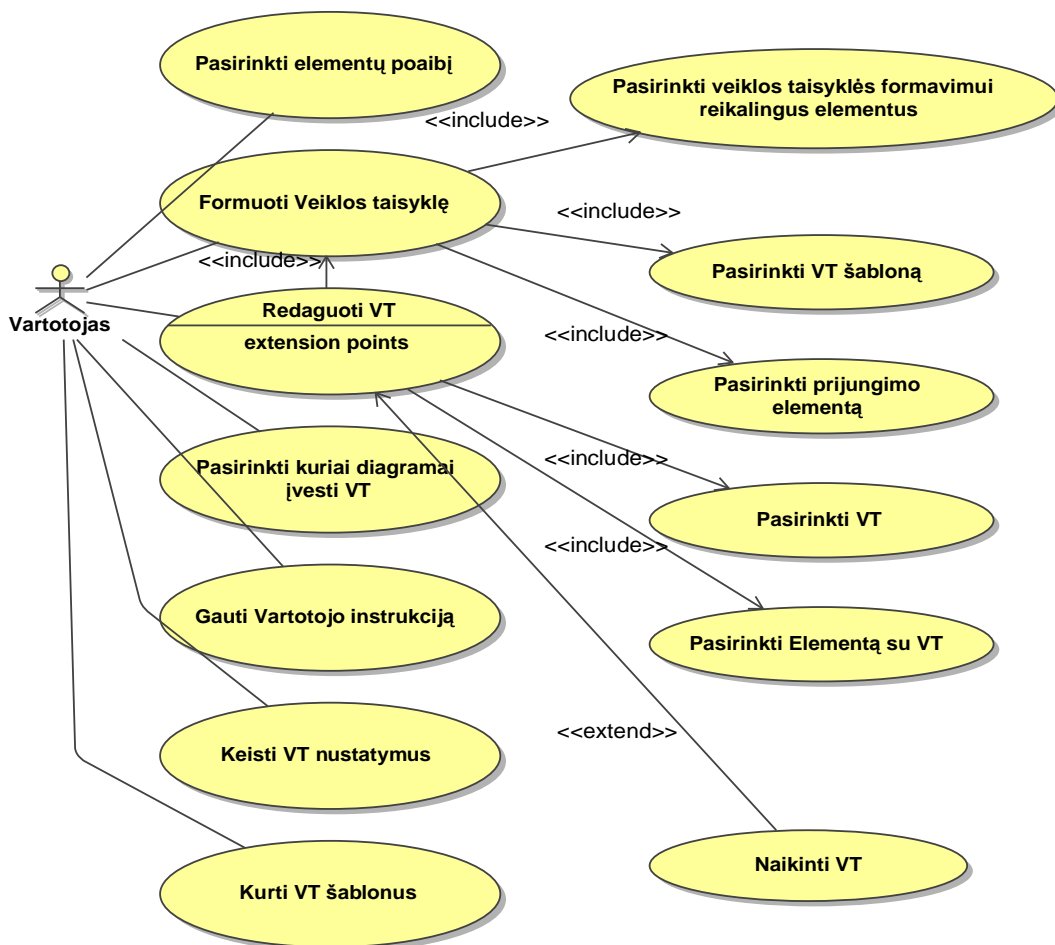 Pasirinkti elementų poaibį
Pasirinkti veiklos taisyklės formavimui
reikalingus elementus
<<include>>
Formuoti Veiklos taisyklę
<<include>>
<<include>>
Pasirinkti VT šabloną
Vartotojas
Redaguoti VT
extension points
<<include>>
Pasirinkti prijungimo
elementą
Pasirinkti kuriai diagramai
įvesti VT
<<include>>
Pasirinkti VT
<<include>>
Gauti Vartotojo instrukciją
Pasirinkti Elementą su VT
<<extend>>
Keisti VT nustatymus
Naikinti VT
Kurti VT šablonus